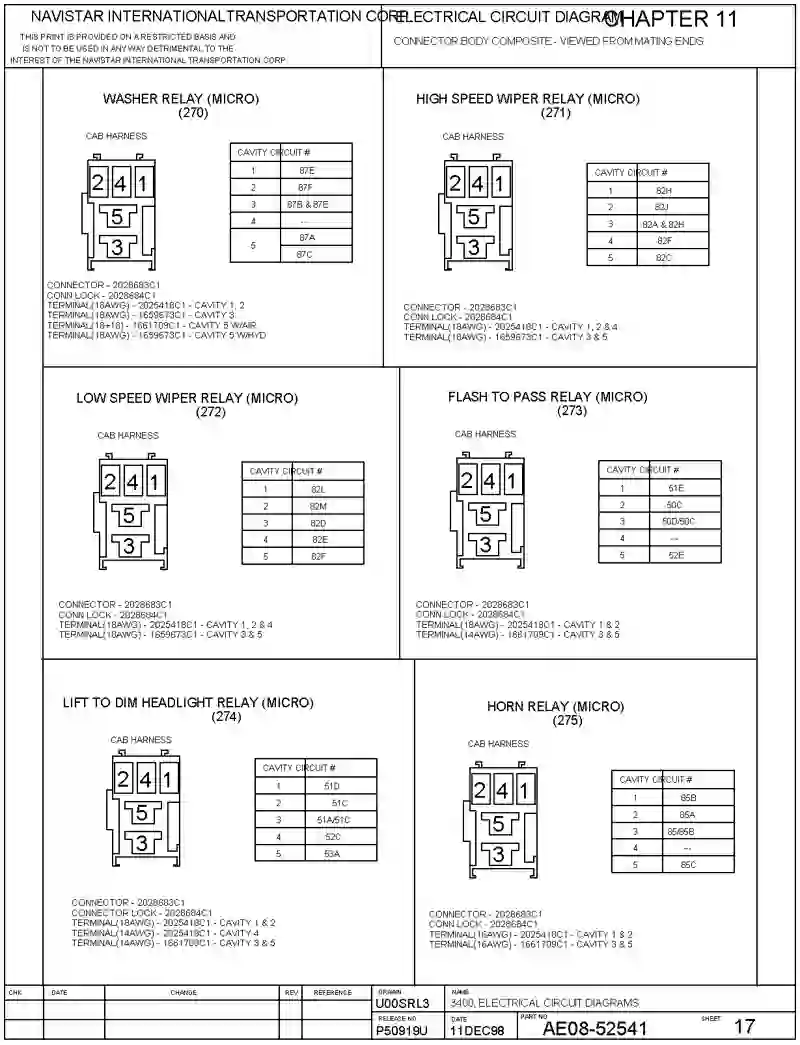 NAVISTAR INTERNATIONAL TRANSPORTATION CORP
THIS PRINT IS PROVIDED ON A RESTRICTED BASIS AND
IS NOT TO BE USED IN ANY WAY DETRIMENTAL TO THE
INTEREST OF THE NAVISTAR INTERNATIONAL TRANSPORTATION CORP
ELECTRICAL CIRCUIT DIAGRAM
CHAPTER 11
CONNECTOR BODY COMPOSITE - VIEWED FROM MATING ENDS
WASHER RELAY (MICRO)
(270)
CAB HARNESS
2 4 1
5
3
CAVITY CIRCUIT #
1 87E
2 87F
3 87B & 87E
4 ---
5 87A
87C
CONNECTOR - 2028683C1
CONN LOCK - 2028684C1
TERMINAL(18AWG) - 2025418C1 - CAVITY 1, 2
TERMINAL(18AWG) - 1659673C1 - CAVITY 3
TERMINAL(18+18) - 1661709C1 - CAVITY 5 W/AIR
TERMINAL(18AWG) - 1659673C1 - CAVITY 5 W/HYD
HIGH SPEED WIPER RELAY (MICRO)
(271)
CAB HARNESS
2 4 1
5
3
CAVITY CIRCUIT #
1 82H
2 82J
3 82A & 82H
4 82F
5 82C
CONNECTOR - 2028683C1
CONN LOCK - 2028684C1
TERMINAL(18AWG) - 2025418C1 - CAVITY 1, 2 & 4
TERMINAL(18AWG) - 1659673C1 - CAVITY 3 & 5
LOW SPEED WIPER RELAY (MICRO)
(272)
CAB HARNESS
2 4 1
5
3
CAVITY CIRCUIT #
1 82L
2 82M
3 82D
4 82E
5 82F
CONNECTOR - 2028683C1
CONN LOCK - 2028684C1
TERMINAL(18AWG) - 2025418C1 - CAVITY 1, 2 & 4
TERMINAL(18AWG) - 1659673C1 - CAVITY 3 & 5
FLASH TO PASS RELAY (MICRO)
(273)
CAB HARNESS
2 4 1
5
3
CAVITY CIRCUIT #
1 51E
2 50C
3 50D/50C
4 ---
5 52E
CONNECTOR - 2028683C1
CONN LOCK - 2028684C1
TERMINAL(18AWG) - 2025418C1 - CAVITY 1 & 2
TERMINAL(14AWG) - 1661709C1 - CAVITY 3 & 5
LIFT TO DIM HEADLIGHT RELAY (MICRO)
(274)
CAB HARNESS
2 4 1
5
3
CAVITY CIRCUIT #
1 51D
2 51C
3 51A/51C
4 52C
5 53A
CONNECTOR - 2028683C1
CONNECTOR LOCK - 2028684C1
TERMINAL(18AWG) - 2025418C1 - CAVITY 1 & 2
TERMINAL(14AWG) - 2025418C1 - CAVITY 4
TERMINAL(14AWG) - 1661709C1 - CAVITY 3 & 5
HORN RELAY (MICRO)
(275)
CAB HARNESS
2 4 1
5
3
CAVITY CIRCUIT #
1 85B
2 85A
3 85/85B
4 ---
5 85C
CONNECTOR - 2028683C1
CONN LOCK - 2028684C1
TERMINAL(16AWG) - 2025418C1 - CAVITY 1 & 2
TERMINAL(16AWG) - 1661709C1 - CAVITY 3 & 5
CHK DATE CHANGE REV REFERENCE
DRAWN
U00SRL3
NAME
3400, ELECTRICAL CIRCUIT DIAGRAMS
RELEASE NO
P50919U
DATE
11DEC98
PART NO
AE08-52541
SHEET 17